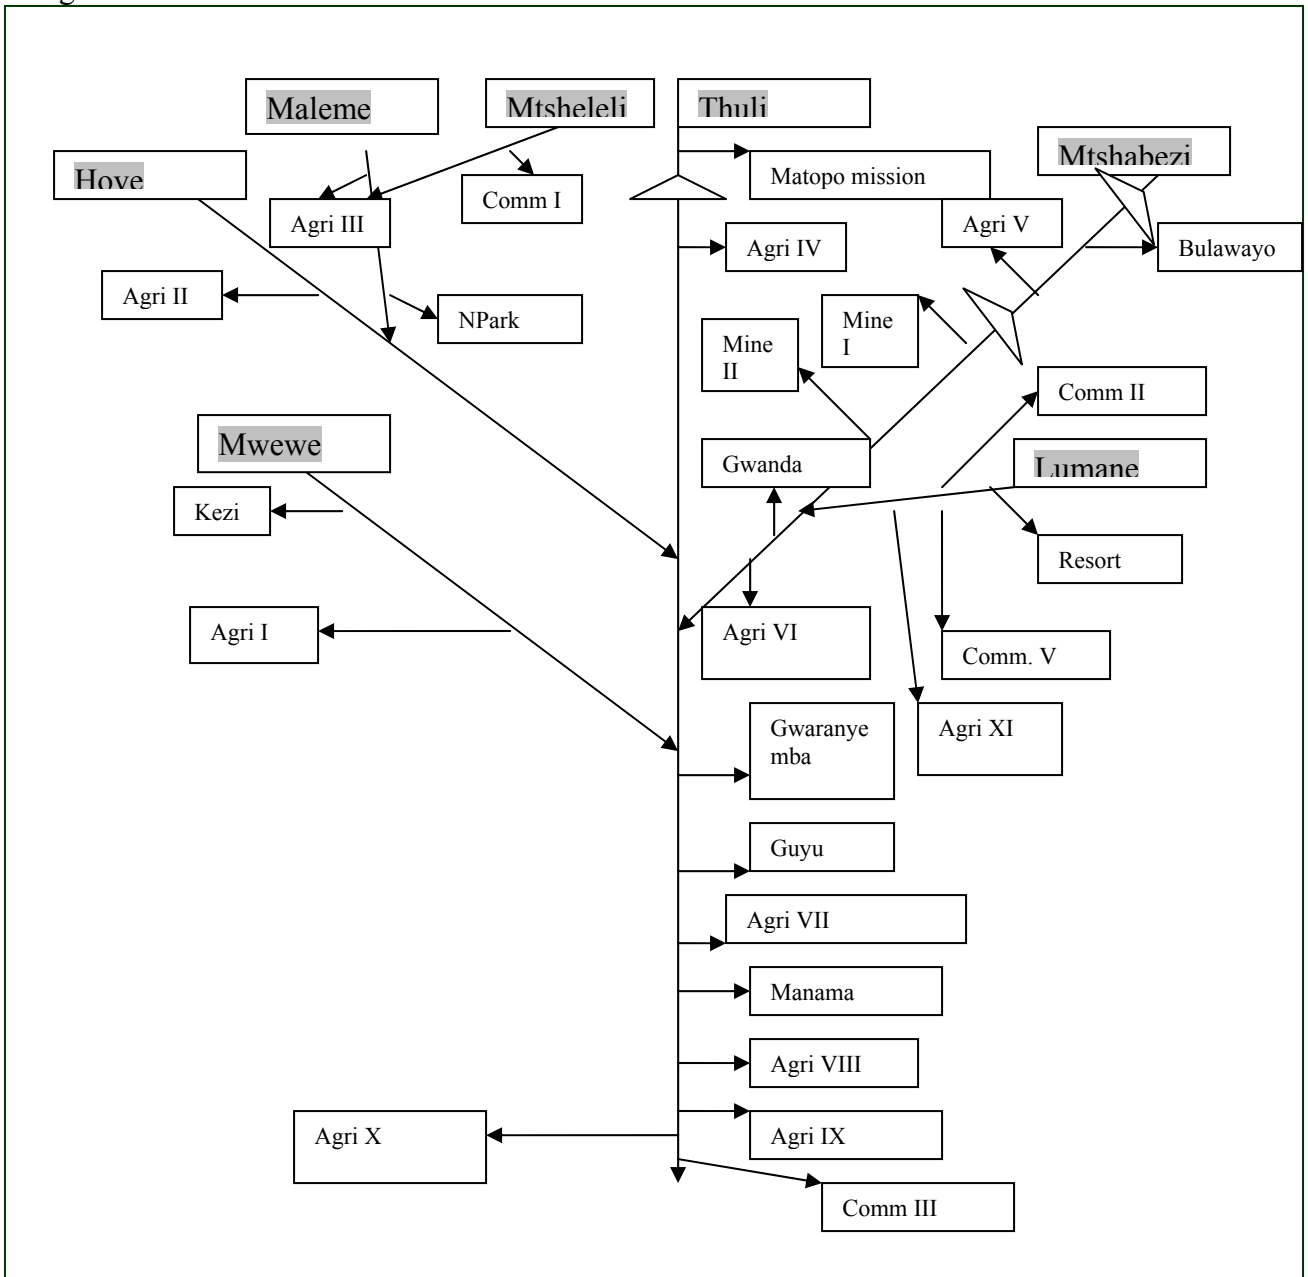 Maleme
Mtsheleli
Thuli
Mtshabezi
Hove
Matopo mission
Comm I
Agri III
Agri V
Agri IV
Bulawayo
Agri II
NPark
Mine
I
Mine
II
Comm II
Mwewe
Gwanda
Lumane
Kezi
Resort
Agri I
Agri VI
Comm. V
Gwaranye
mba
Agri XI
Guyu
Agri VII
Manama
Agri VIII
Agri X
Agri IX
Comm III